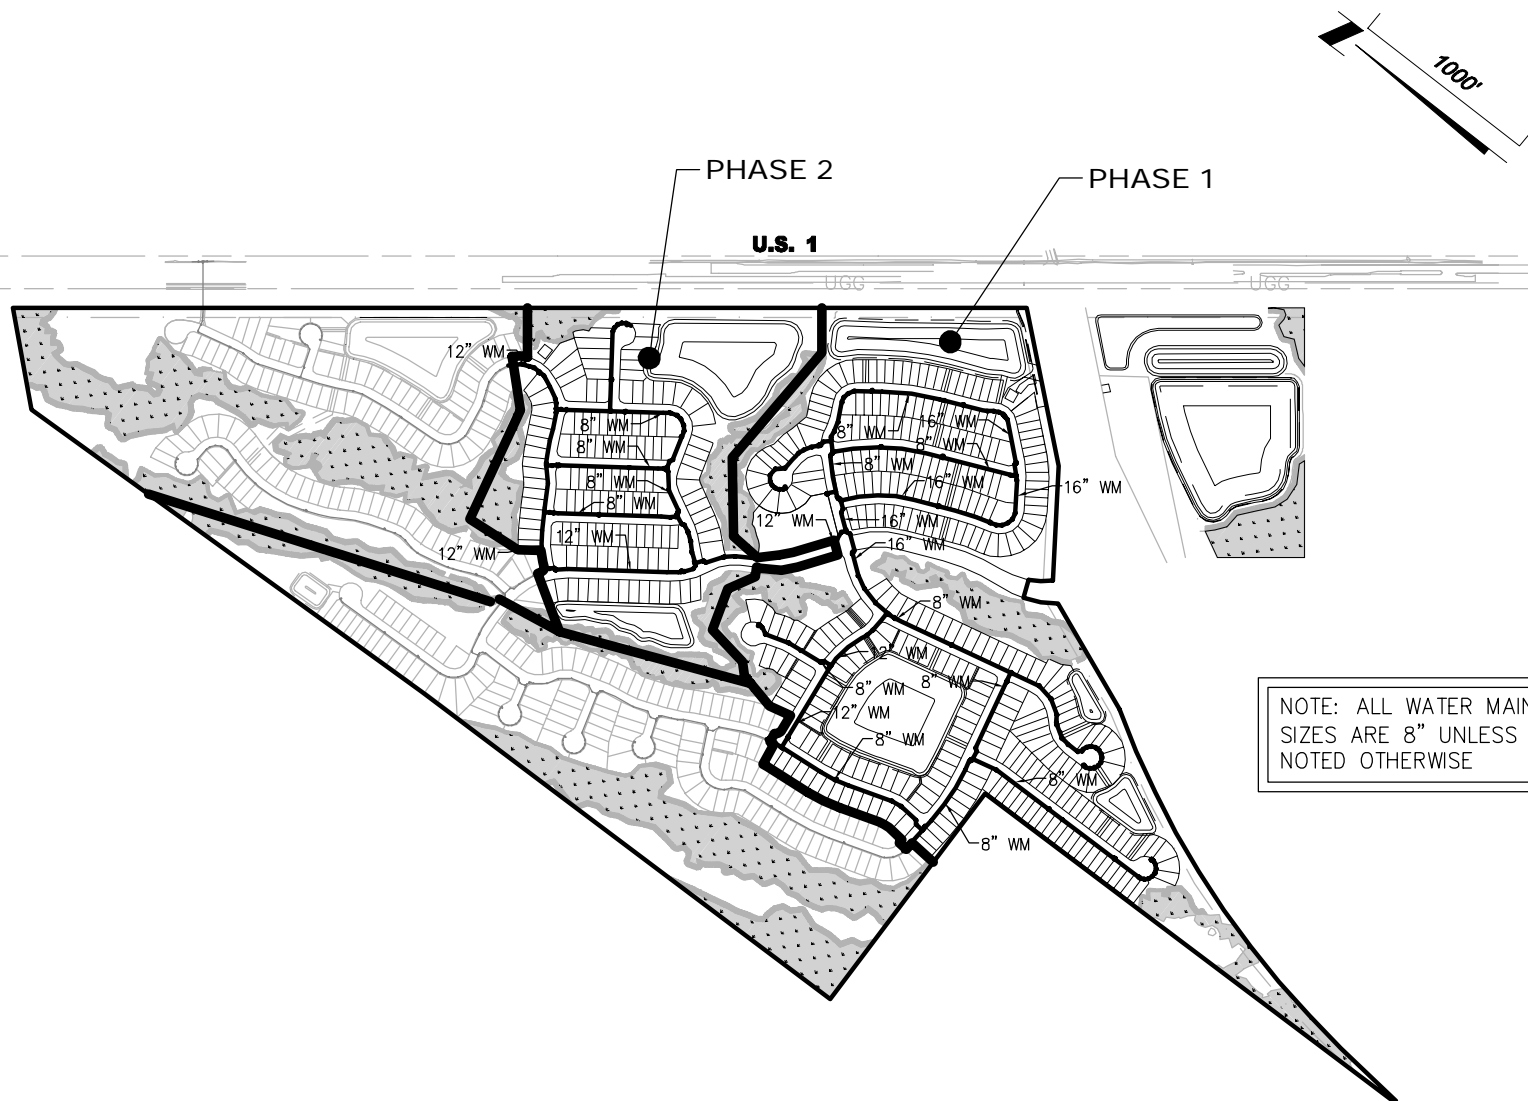 1000'
PHASE 2
PHASE 1
U.S. 1
UGG
UGG
12" WM
8" WM
16" WM
8" WM
8" WM
8" WM
8" WM
8" WM
16" WM
16" WM
8" WM
12" WM
16" WM
12" WM
12" WM
16" WM
8" WM
2" WM
8" WM
8" WM
12" WM
8" WM
8" WM
8" WM
NOTE: ALL WATER MAIN
SIZES ARE 8" UNLESS
NOTED OTHERWISE